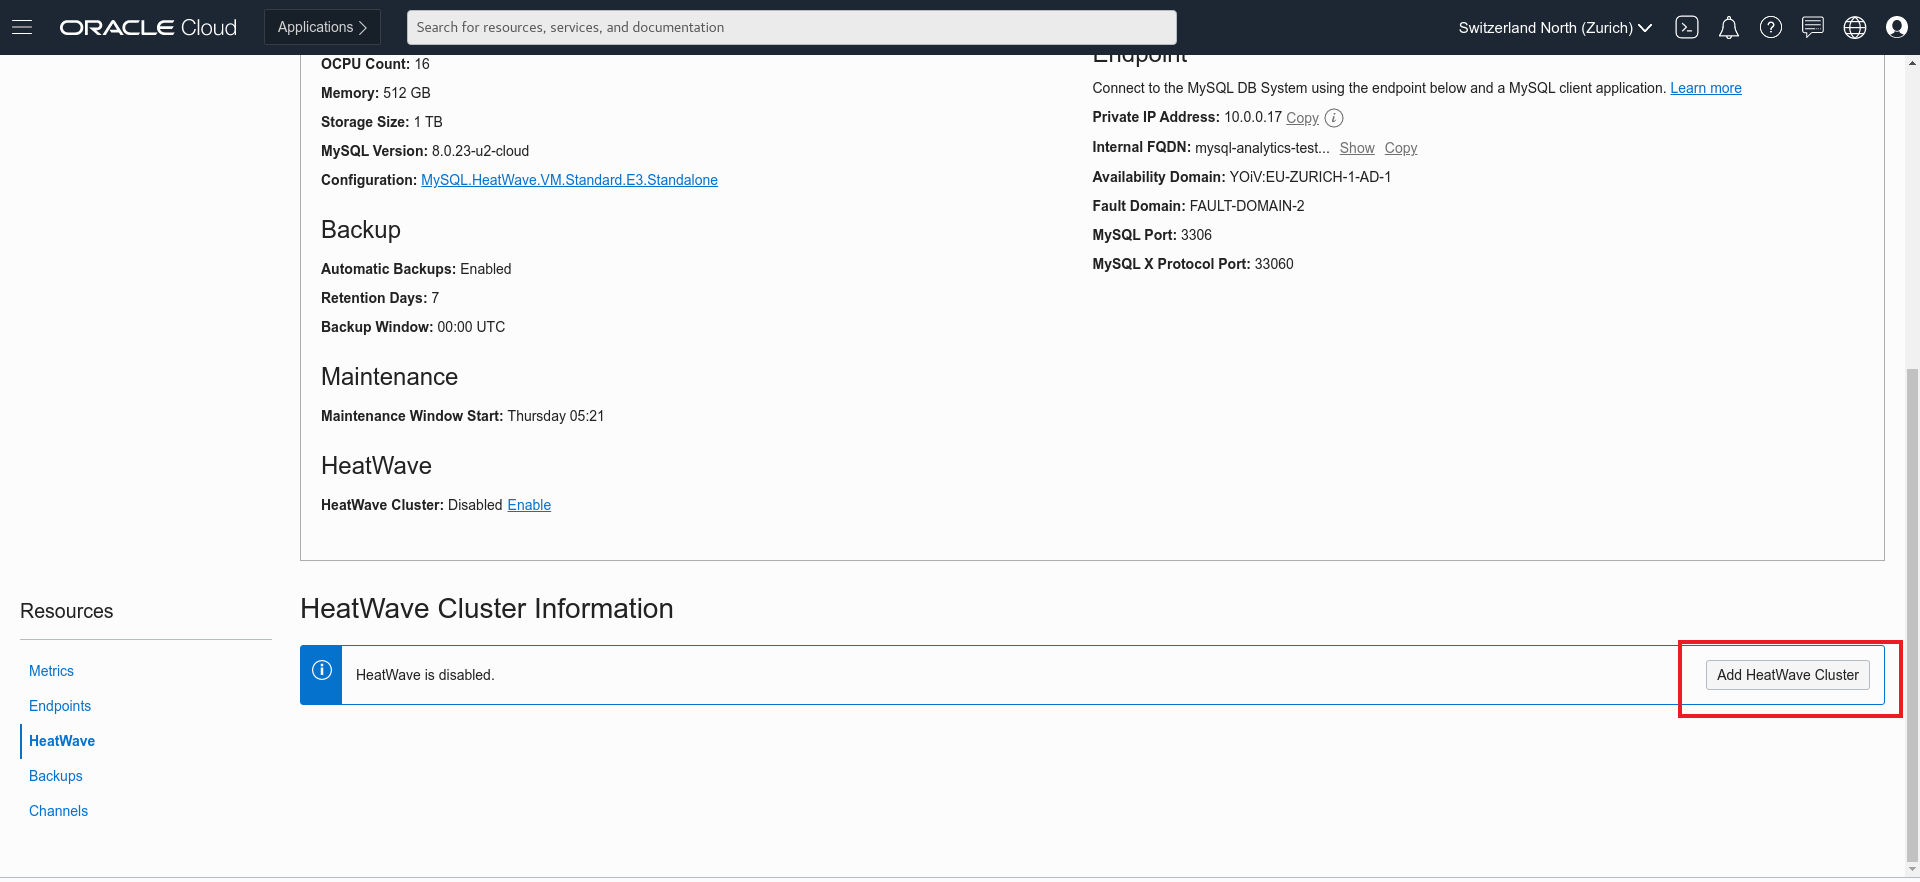 ORACLE Cloud
Applications
Search for resources, services, and documentation
Switzerland North (Zurich)
OCPU Count: 16
Memory: 512 GB
Storage Size: 1 TB
MySQL Version: 8.0.23-u2-cloud
Configuration: MySQL.HeatWave.VM.Standard.E3.Standalone
Backup
Automatic Backups: Enabled
Retention Days: 7
Backup Window: 00:00 UTC
Maintenance
Maintenance Window Start: Thursday 05:21
HeatWave
HeatWave Cluster: Disabled Enable
Endpoint
Connect to the MySQL DB System using the endpoint below and a MySQL client application. Learn more
Private IP Address: 10.0.0.17 Copy
Internal FQDN: mysql-analytics-test... Show Copy
Availability Domain: YOiV:EU-ZURICH-1-AD-1
Fault Domain: FAULT-DOMAIN-2
MySQL Port: 3306
MySQL X Protocol Port: 33060
Resources
Metrics
Endpoints
HeatWave
Backups
Channels
HeatWave Cluster Information
HeatWave is disabled.
Add HeatWave Cluster